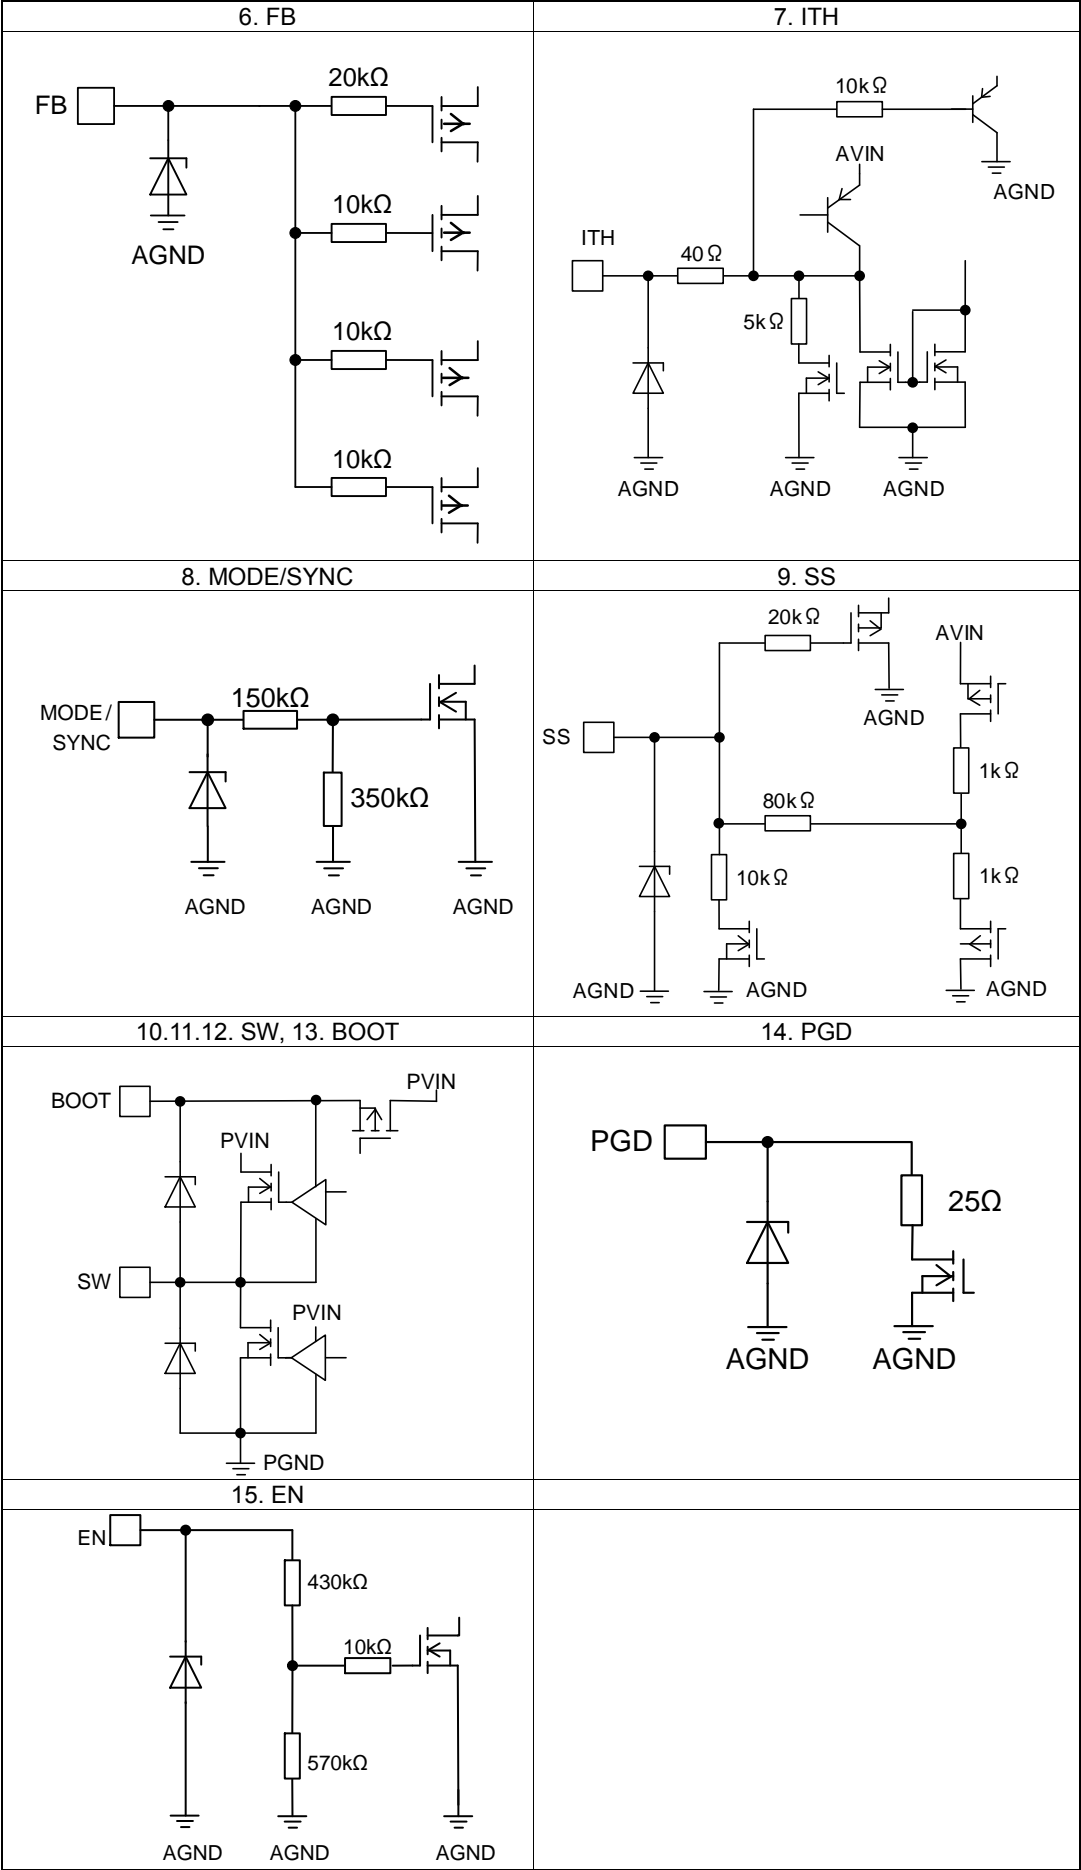 6. FB
7. ITH
FB
20kΩ
10kΩ
10kΩ
10kΩ
AGND
10kΩ
AVIN
AGND
ITH
40Ω
5kΩ
AGND
AGND
AGND
8. MODE/SYNC
9. SS
MODE/
SYNC
150kΩ
350kΩ
AGND
AGND
AGND
20kΩ
AVIN
AGND
SS
1kΩ
80kΩ
10kΩ
1kΩ
AGND
AGND
AGND
10.11.12. SW, 13. BOOT
14. PGD
BOOT
PVIN
PVIN
SW
PVIN
PGND
PGD
25Ω
AGND
AGND
15. EN
EN
430kΩ
10kΩ
570kΩ
AGND
AGND
AGND